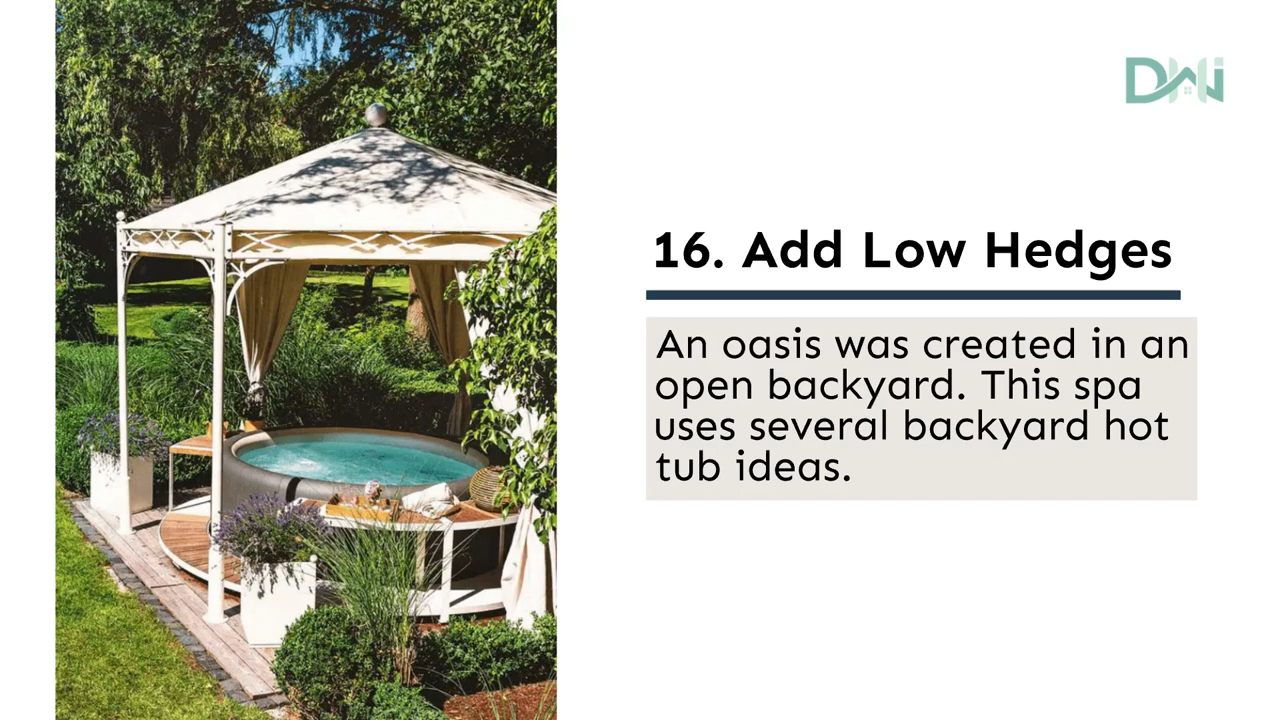 DHI
16. Add Low Hedges
An oasis was created in an
open backyard. This spa
uses several backyard hot
tub ideas.